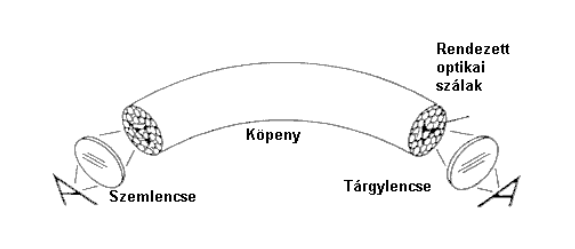 Rendezett
optikai
szálak
Köpeny
Szemlencse
Tárgylencse
A
A